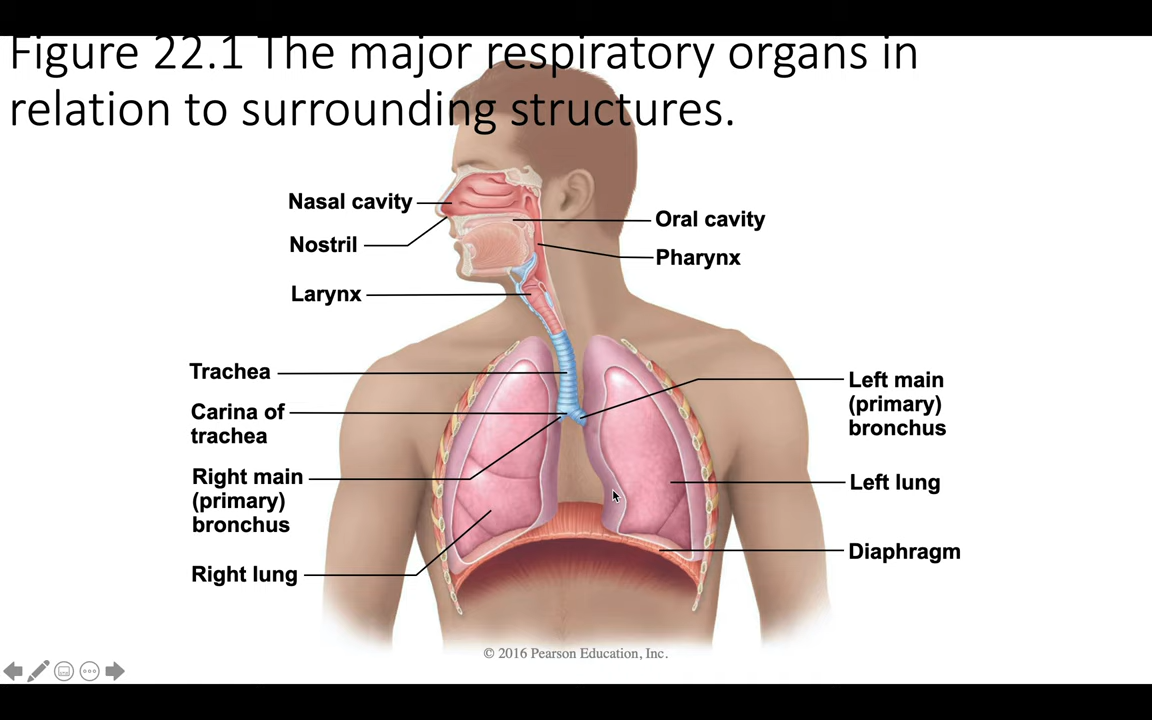 Figure 22.1 The major respiratory organs in
relation to surrounding structures.
Nasal cavity
Nostril
Larynx
Oral cavity
Pharynx
Trachea
Carina of
trachea
Right main
(primary)
bronchus
Right lung
Left main
(primary)
bronchus
Left lung
Diaphragm
© 2016 Pearson Education, Inc.